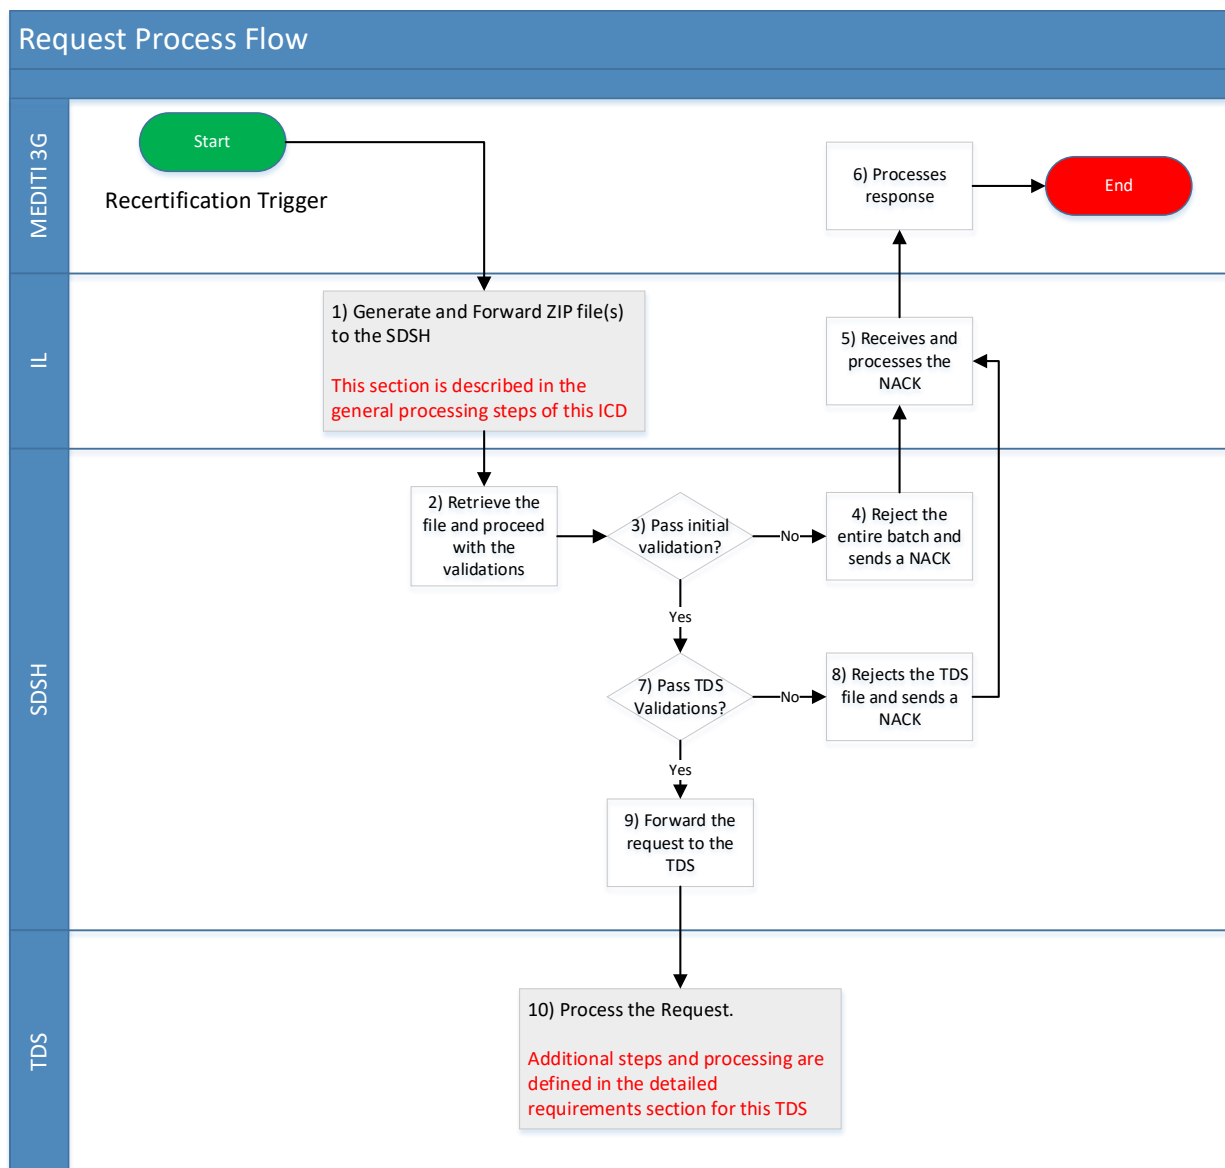 Request Process Flow
MEDITI 3G
Start
Recertification Trigger
6) Processes
response
End
IL
1) Generate and Forward ZIP file(s)
to the SDSH
This section is described in the
general processing steps of this ICD
5) Receives and
processes the
NACK
SDSH
2) Retrieve the
file and proceed
with the
validations
3) Pass initial
validation?
No
4) Reject the
entire batch and
sends a NACK
Yes
7) Pass TDS
Validations?
No
8) Rejects the TDS
file and sends a
NACK
Yes
9) Forward the
request to the
TDS
TDS
10) Process the Request.
Additional steps and processing are
defined in the detailed
requirements section for this TDS